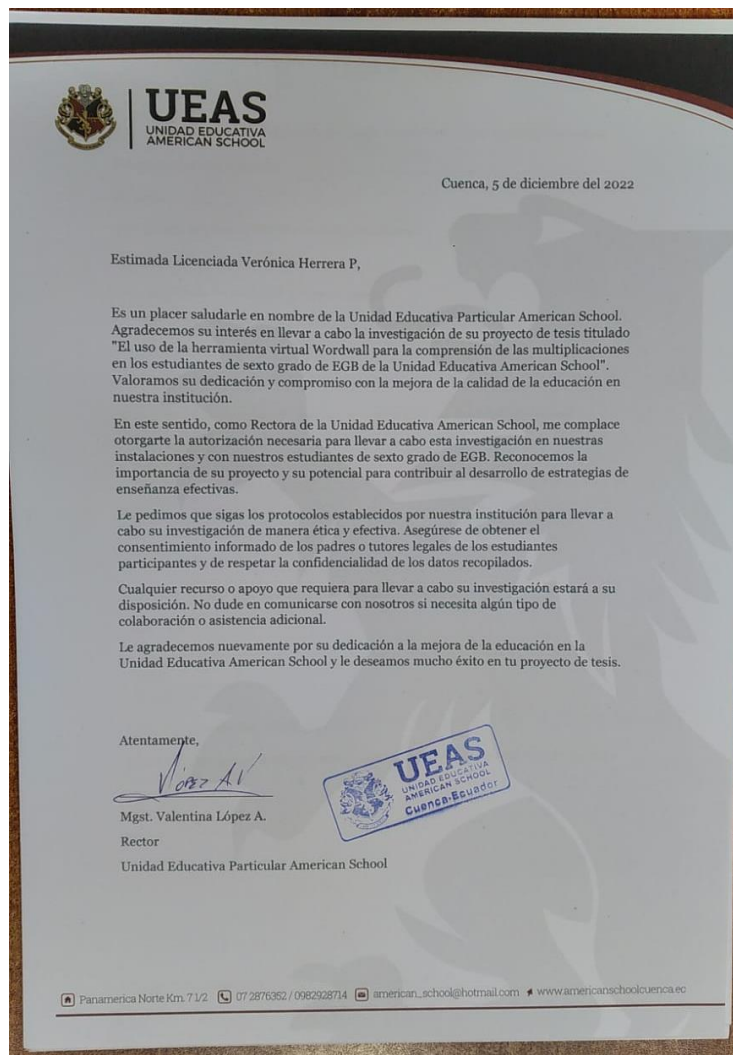 UEAS
UNIDAD EDUCATIVA
AMERICAN SCHOOL
Cuenca, 5 de diciembre del 2022
Estimada Licenciada Verónica Herrera P,
Es un placer saludarle en nombre de la Unidad Educativa Particular American School.
Agradecemos su interés en llevar a cabo la investigación de su proyecto de tesis titulado
"El uso de la herramienta virtual Wordwall para la comprensión de las multiplicaciones
en los estudiantes de sexto grado de EGB de la Unidad Educativa American School".
Valoramos su dedicación y compromiso con la mejora de la calidad de la educación en
nuestra institución.
En este sentido, como Rectora de la Unidad Educativa American School, me complace
otorgarte la autorización necesaria para llevar a cabo esta investigación en nuestras
instalaciones y con nuestros estudiantes de sexto grado de EGB. Reconocemos la
importancia de su proyecto y su potencial para contribuir al desarrollo de estrategias de
enseñanza efectivas.
Le pedimos que sigas los protocolos establecidos por nuestra institución para llevar a
cabo su investigación de manera ética y efectiva. Asegúrese de obtener el
consentimiento informado de los padres o tutores legales de los estudiantes
participantes y de respetar la confidencialidad de los datos recopilados.
Cualquier recurso o apoyo que requiera para llevar a cabo su investigación estará a su
disposición. No dude en comunicarse con nosotros si necesita algún tipo de
colaboración o asistencia adicional.
Le agradecemos nuevamente por su dedicación a la mejora de la educación en la
Unidad Educativa American School y le deseamos mucho éxito en tu proyecto de tesis.
Atentamente,
López A.V
UEAS
UNIDAD EDUCATIVA
AMERICAN SCHOOL
Cuenca-Ecuador
Mgst. Valentina López A.
Rector
Unidad Educativa Particular American School
Panamerica Norte Km. 7 1/2 07 2876352 / 0982928714 american_school@hotmail.com www.americanschoolcuenca.ec